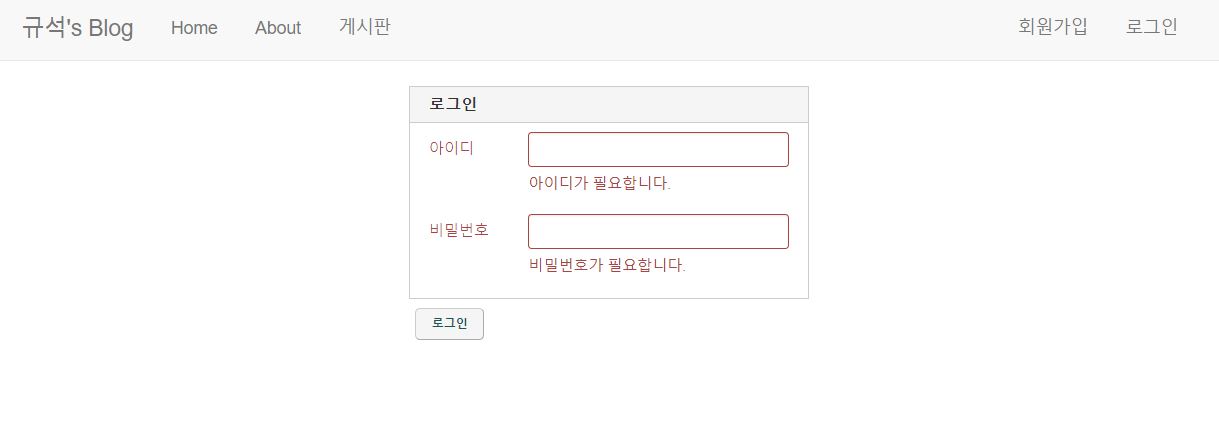 규석's Blog Home About 게시판 회원가입 로그인
로그인
아이디
아이디가 필요합니다.
비밀번호
비밀번호가 필요합니다.
로그인